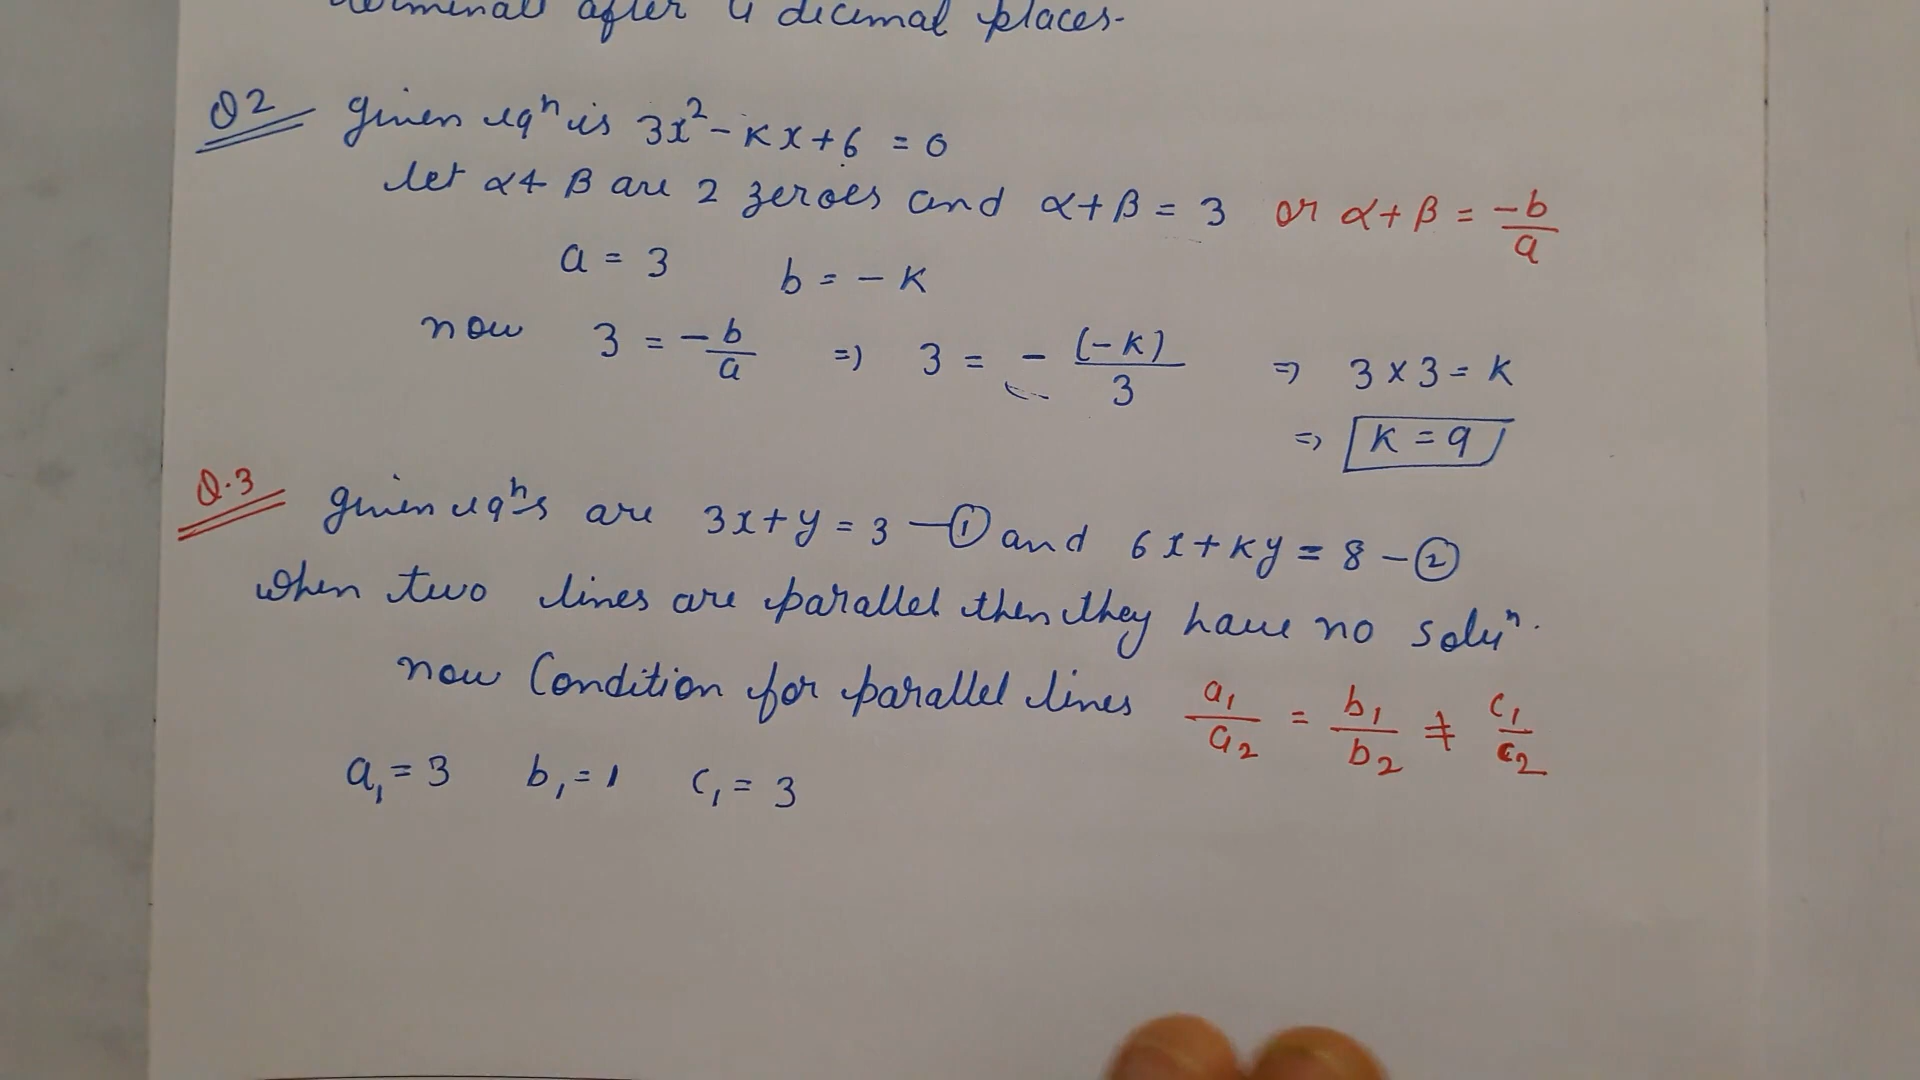 terminals after 4 decimal places-
Q2 given eqⁿ is 3x² - kx + 6 = 0
let α & β are 2 zeroes and α + β = 3 or α + β = -b/a
a = 3 b = - k
now 3 = -b/a => 3 = - (-k)/3 => 3 x 3 = k
=> k = 9
Q.3 given eqⁿs are 3x + y = 3 — ① and 6x + ky = 8 - ②
when two lines are parallel then they have no soluⁿ.
now Condition for parallel lines a₁/a₂ = b₁/b₂ ≠ c₁/c₂
a₁ = 3 b₁ = 1 c₁ = 3